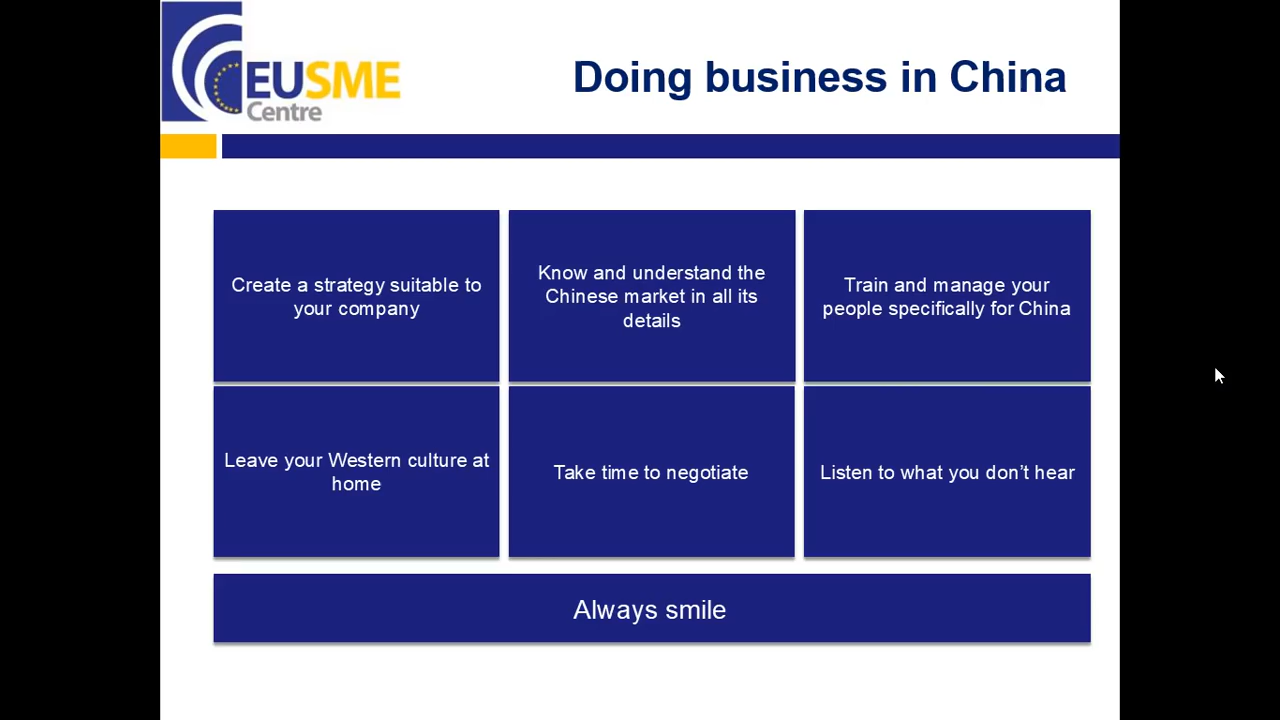 EUSME
Centre
Doing business in China
Create a strategy suitable to
your company
Know and understand the
Chinese market in all its
details
Train and manage your
people specifically for China
Leave your Western culture at
home
Take time to negotiate
Listen to what you don’t hear
Always smile